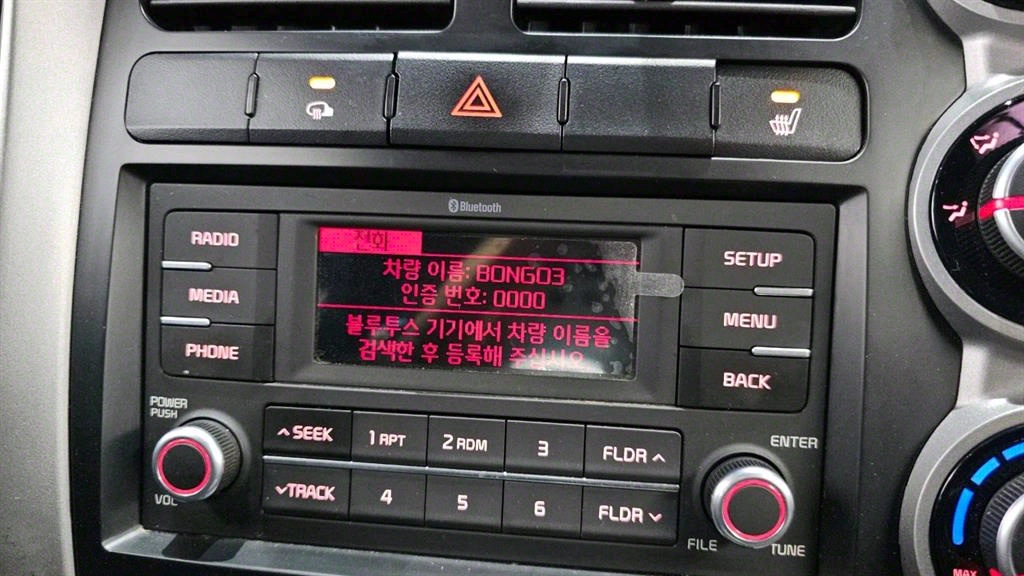 Bluetooth
RADIO
MEDIA
PHONE
전화
차량 이름: BONGO3
인증 번호: 0000
블루투스 기기에서 차량 이름을
검색한 후 등록해 주십시오
SETUP
MENU
BACK
POWER
PUSH
VOL
SEEK
1 RPT
2 RDM
3
FLDR
TRACK
4
5
6
FLDR
ENTER
FILE
TUNE
MAX